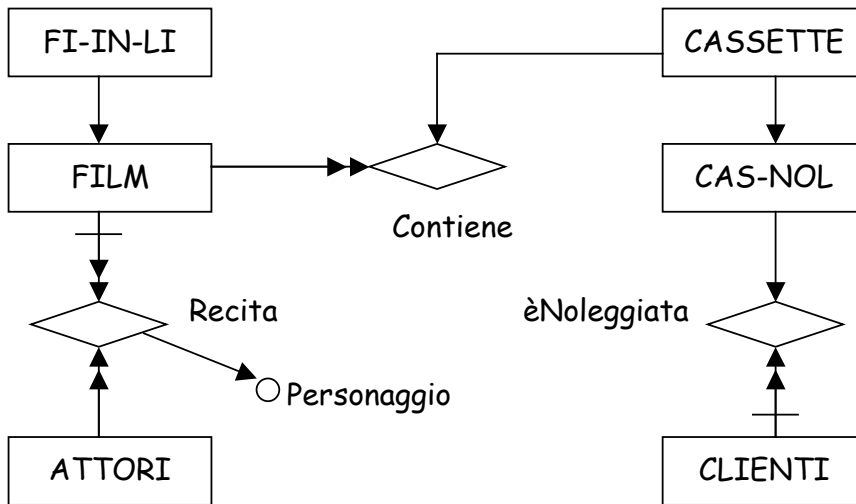 FI-IN-LI
CASSETTE
FILM
CAS-NOL
Contiene
Recita
èNoleggiata
Personaggio
ATTORI
CLIENTI